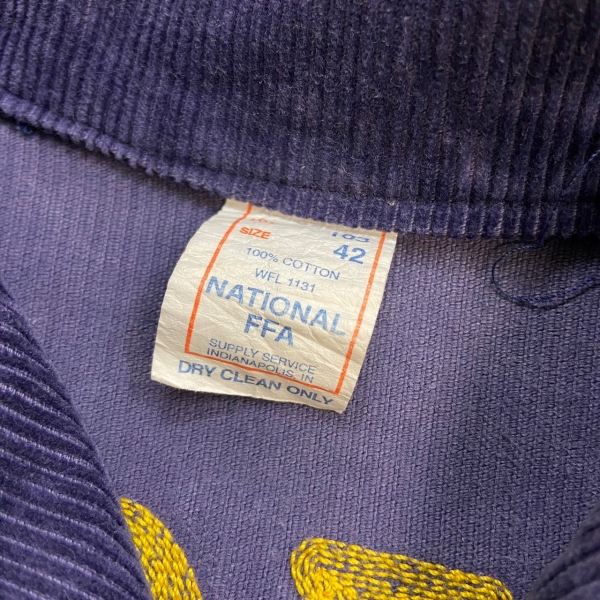 SIZE 42
100% COTTON
WFL 1131
NATIONAL
FFA
SUPPLY SERVICE
INDIANAPOLIS, IN
DRY CLEAN ONLY